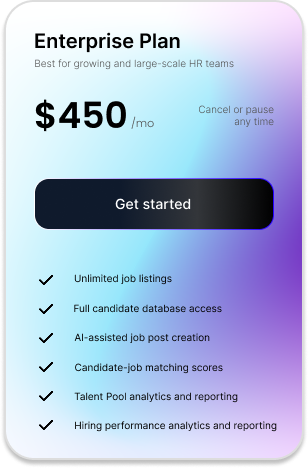 Enterprise Plan
Best for growing and large-scale HR teams
$450 /mo
Cancel or pause
any time
Get started
Unlimited job listings
Full candidate database access
AI-assisted job post creation
Candidate-job matching scores
Talent Pool analytics and reporting
Hiring performance analytics and reporting